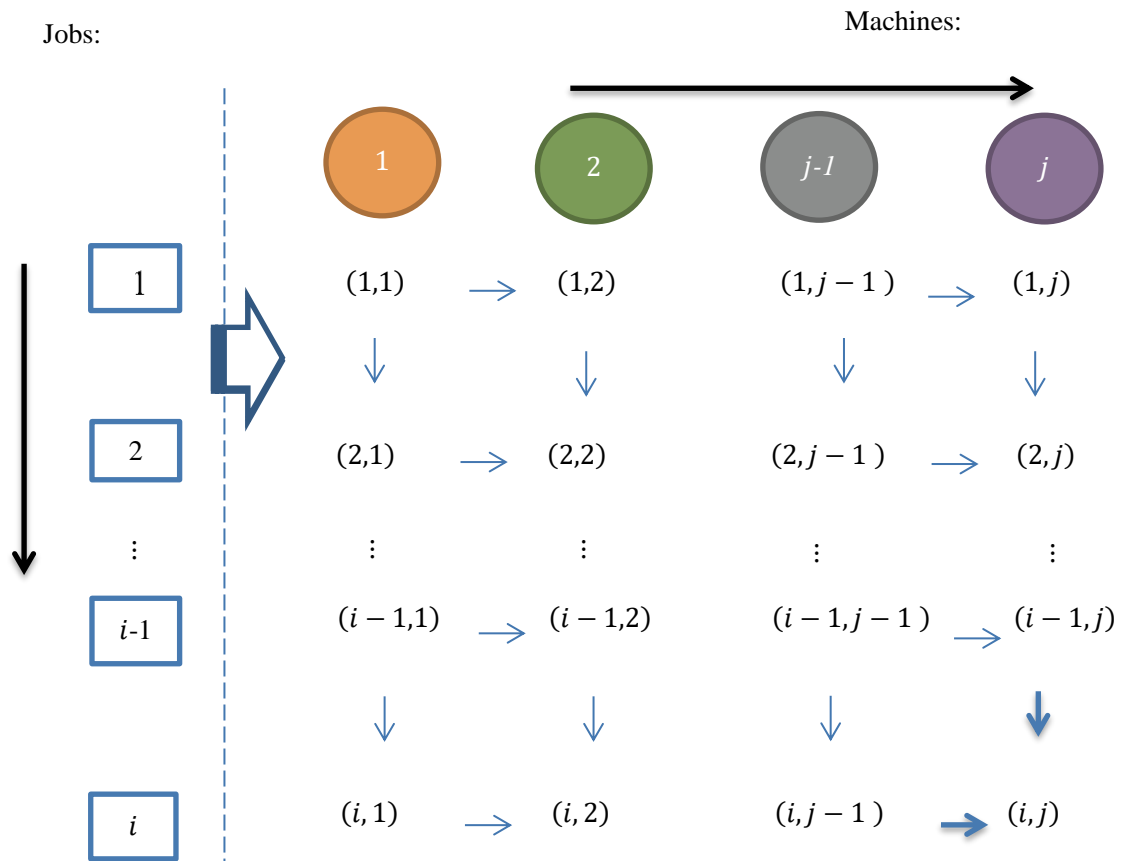 Jobs:
Machines:
1 2 j-1 j
1 (1,1) (1,2) (1, j − 1 ) (1, j)
2 (2,1) (2,2) (2, j − 1 ) (2, j)
⋮ ⋮ ⋮ ⋮ ⋮
i-1 (i − 1,1) (i − 1,2) (i − 1, j − 1 ) (i − 1, j)
i (i, 1) (i, 2) (i, j − 1 ) (i, j)